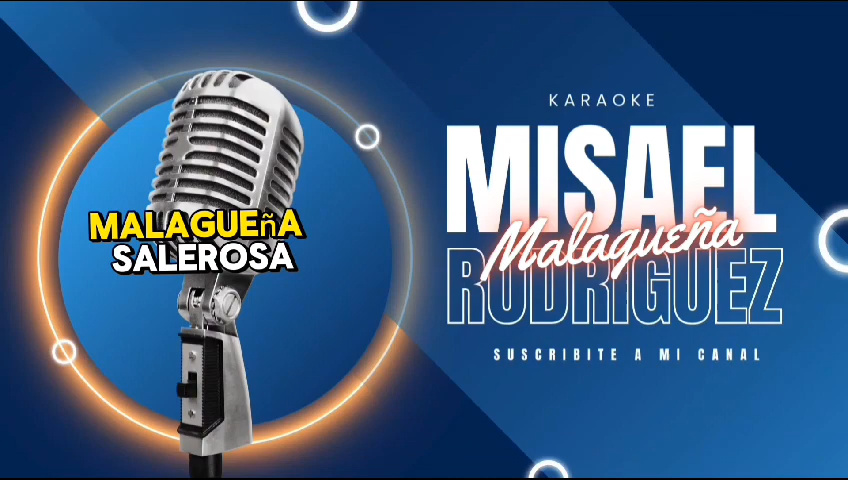 MALAGUEñA
SALEROSA
KARAOKE
MISAEL
Malagueña
RODRIGUEZ
SUSCRIBITE A MI CANAL